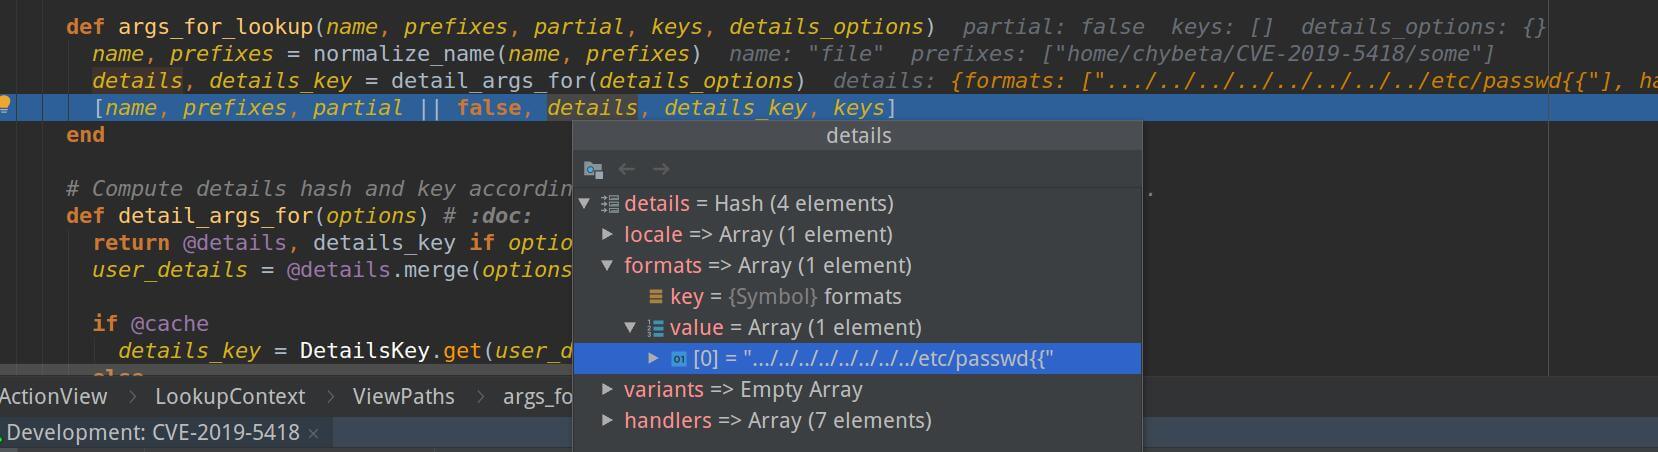 def args_for_lookup(name, prefixes, partial, keys, details_options) partial: false keys: [] details_options: {}
name, prefixes = normalize_name(name, prefixes) name: "file" prefixes: ["home/chybeta/CVE-2019-5418/some"]
details, details_key = detail_args_for(details_options) details: {formats: [".../../../../../../../../etc/passwd{{"], ha
[name, prefixes, partial || false, details, details_key, keys]
end
details
# Compute details hash and key accordin .
details = Hash (4 elements)
def detail_args_for(options) # :doc:
locale => Array (1 element)
return @details, details_key if optio
formats => Array (1 element)
user_details = @details.merge(options
key = {Symbol} formats
if @cache
value = Array (1 element)
details_key = DetailsKey.get(user_d
[0] = ".../../../../../../../../etc/passwd{{"
else
variants => Empty Array
handlers => Array (7 elements)
ActionView > LookupContext > ViewPaths > args_fo
Development: CVE-2019-5418 ×